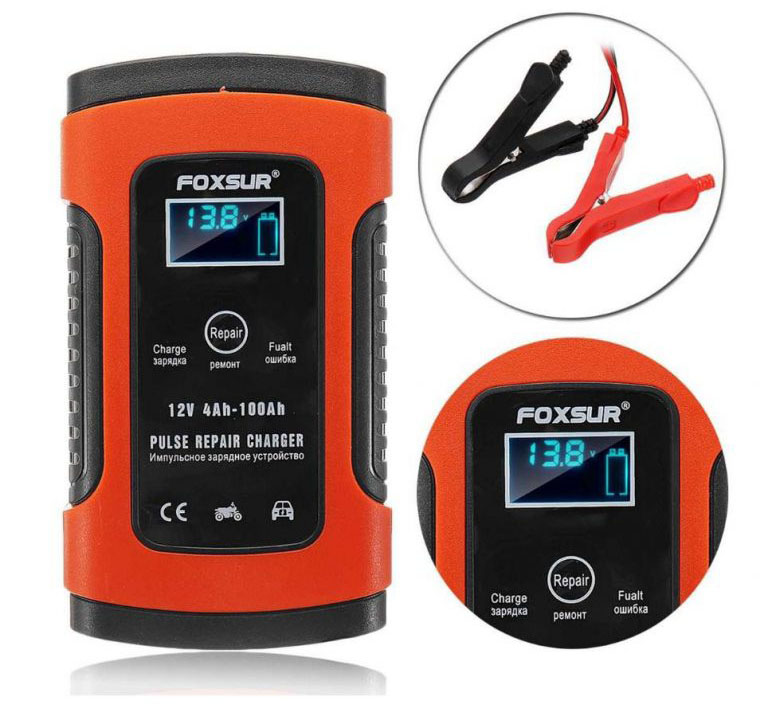 FOXSUR®
13.8 V
Repair
Charge
зарядка
ремонт
Fualt
ошибка
12V 4Ah-100Ah
PULSE REPAIR CHARGER
Импульсное зарядное устройство
CE
FOXSUR®
13.8 V
Repair
Charge
зарядка
ремонт
Fualt
ошибка